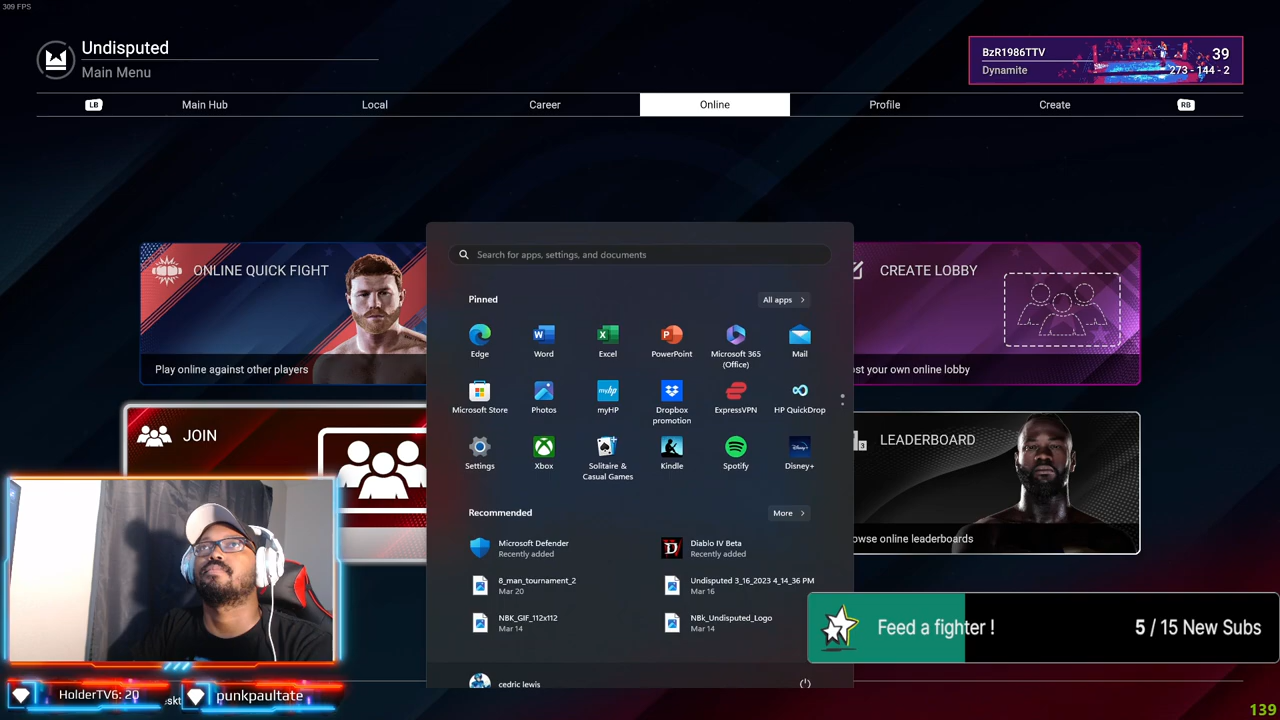 309 FPS
Undisputed
Main Menu
BzR1986TTV
39
Dynamite
273 - 144 - 2
LB
Main Hub
Local
Career
Online
Profile
Create
RB
ONLINE QUICK FIGHT
Play online against other players
CREATE LOBBY
ost your own online lobby
JOIN
LEADERBOARD
owse online leaderboards
Search for apps, settings, and documents
Pinned
All apps
Edge
Word
Excel
PowerPoint
Microsoft 365
(Office)
Mail
Microsoft Store
Photos
myHP
Dropbox
promotion
ExpressVPN
HP QuickDrop
Settings
Xbox
Solitaire &
Casual Games
Kindle
Spotify
Disney+
Recommended
More
Microsoft Defender
Recently added
Diablo IV Beta
Recently added
8_man_tournament_2
Mar 20
Undisputed 3_16_2023 4_14_36 PM
Mar 16
NBK_GIF_112x112
Mar 14
NBk_Undisputed_Logo
Mar 14
cedric lewis
Feed a fighter !
5 / 15 New Subs
HolderTV6: 20
skt
punkpaultate
139